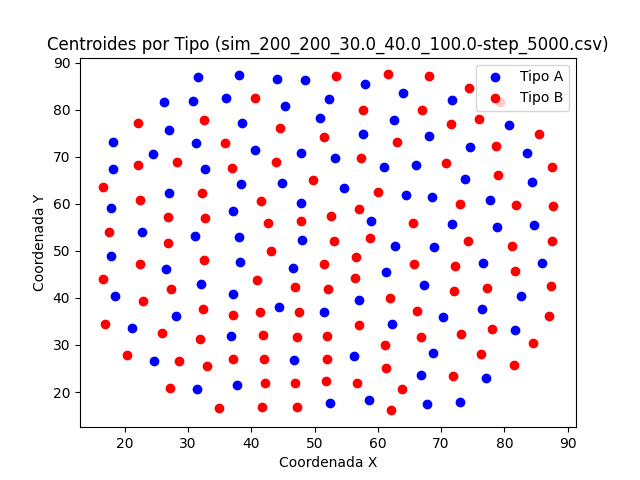 Centroides por Tipo (sim_200_200_30.0_40.0_100.0-step_5000.csv)
Tipo A
Tipo B
90
80
70
60
50
40
30
20
Coordenada Y
20 30 40 50 60 70 80 90
Coordenada X